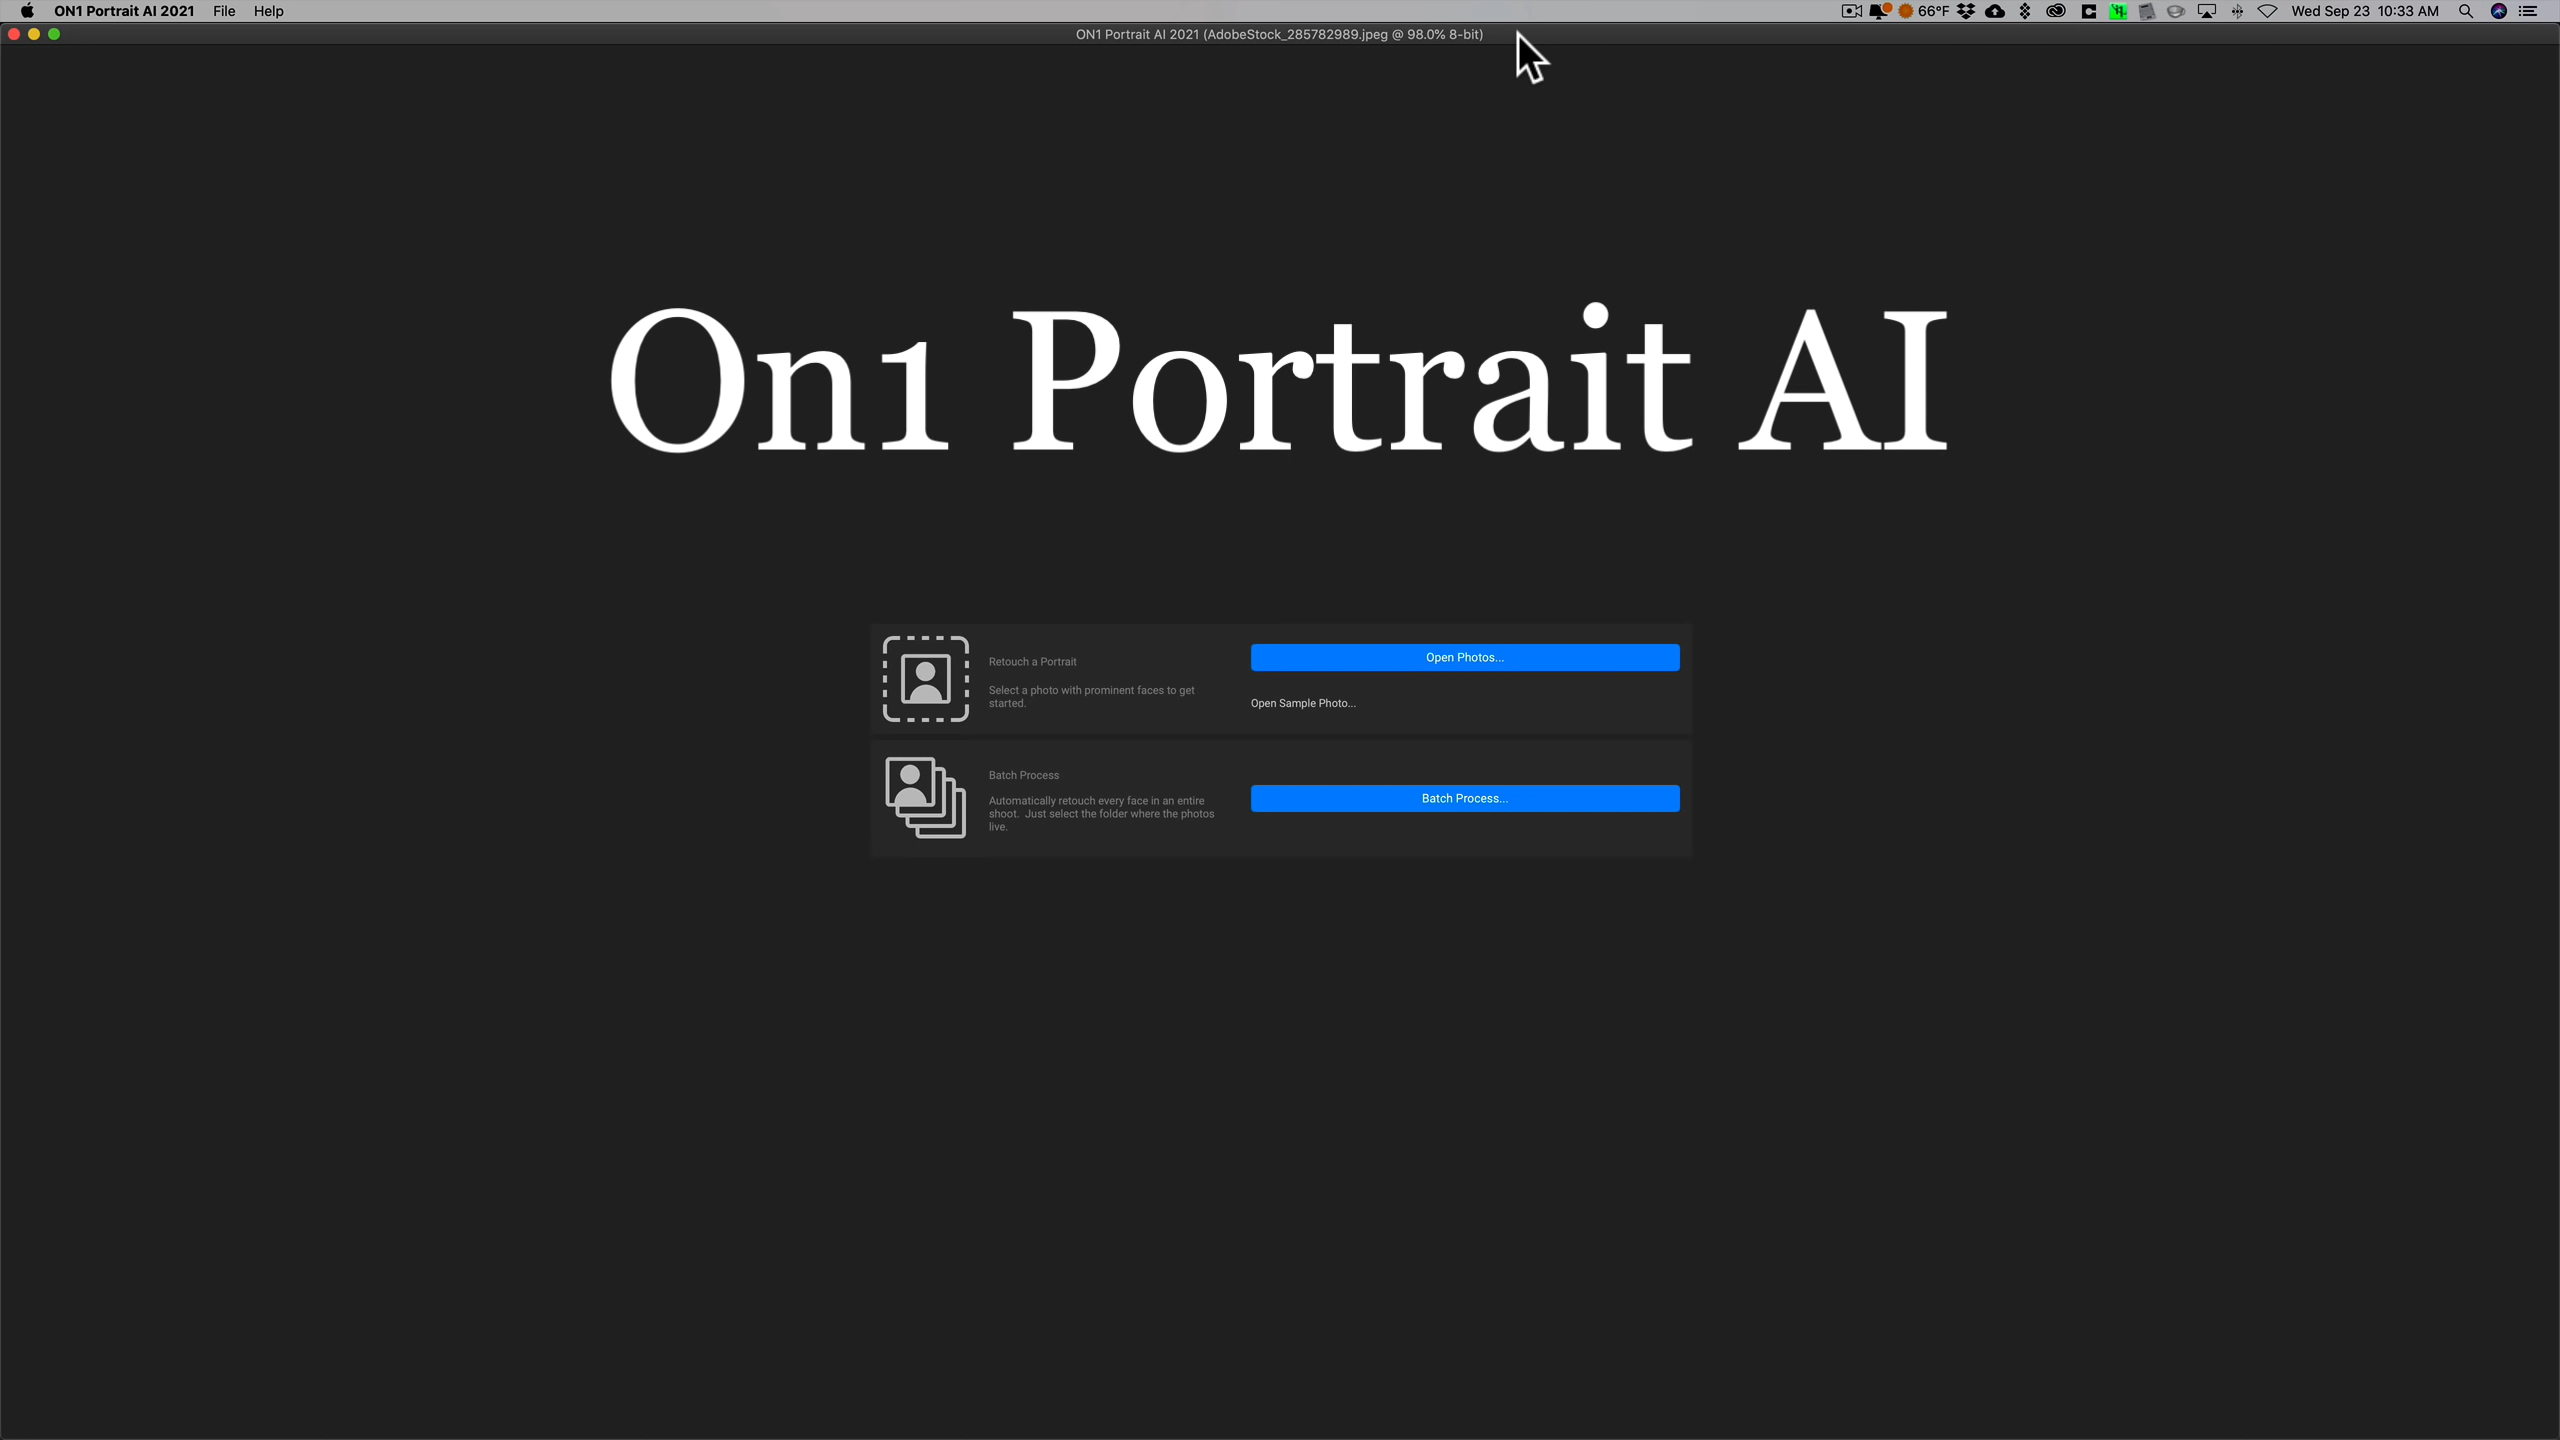 ON1 Portrait AI 2021 File Help 66°F Wed Sep 23 10:33 AM
ON1 Portrait AI 2021 (AdobeStock_285782989.jpeg @ 98.0% 8-bit)
On1 Portrait AI
Retouch a Portrait
Select a photo with prominent faces to get
started.
Open Photos...
Open Sample Photo...
Batch Process
Automatically retouch every face in an entire
shoot. Just select the folder where the photos
live.
Batch Process...